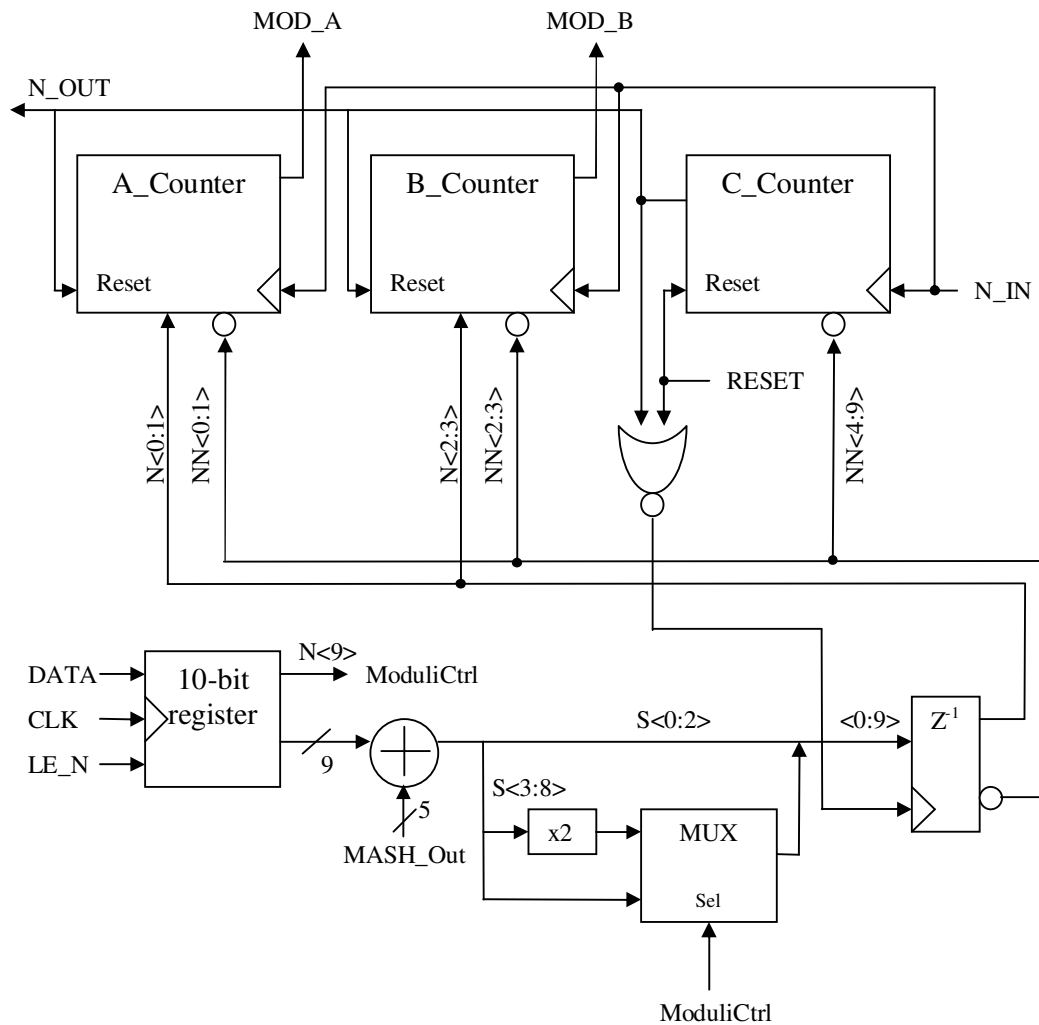 MOD_A
MOD_B
N_OUT
A_Counter
B_Counter
C_Counter
Reset
Reset
Reset
N_IN
RESET
N<0:1>
NN<0:1>
N<2:3>
NN<2:3>
NN<4:9>
DATA
CLK
LE_N
10-bit
register
N<9>
ModuliCtrl
9
5
MASH_Out
S<0:2>
<0:9>
Z-1
S<3:8>
x2
MUX
Sel
ModuliCtrl